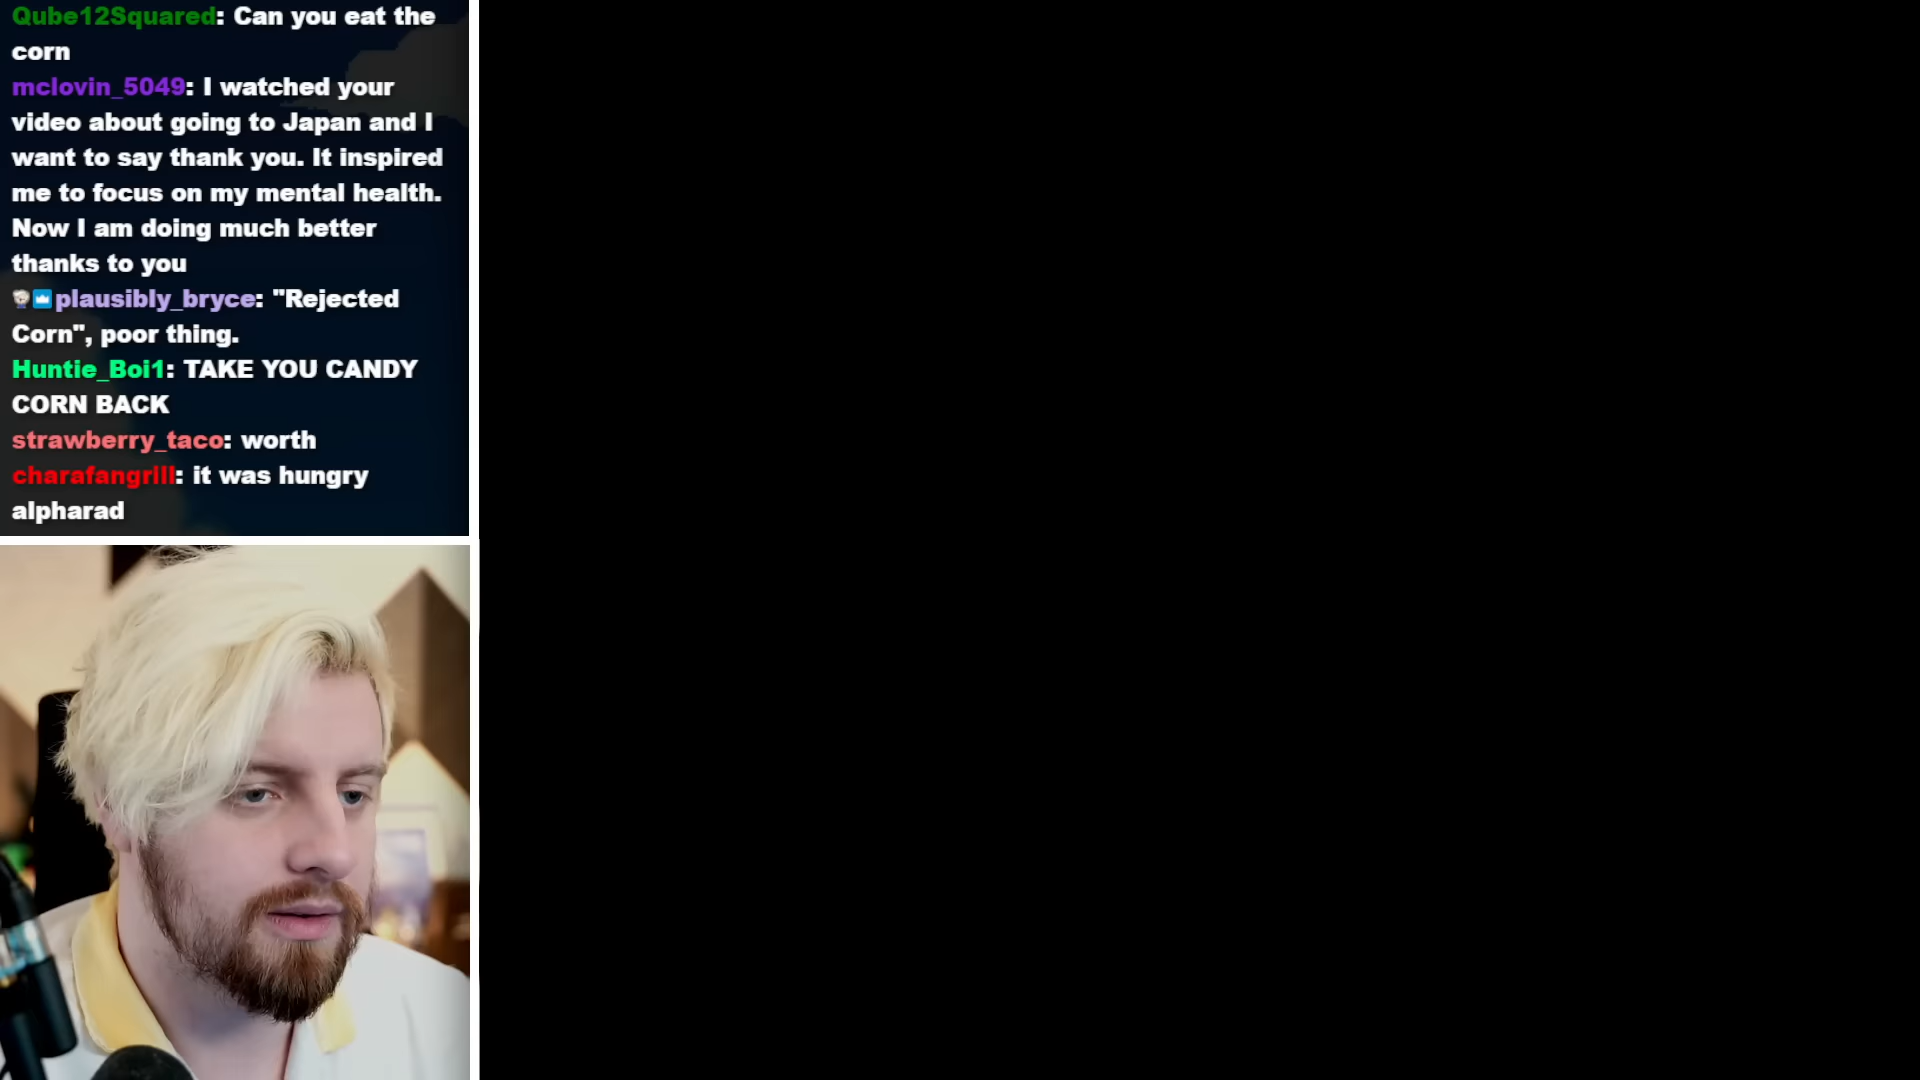 Qube12Squared: Can you eat the
corn
mclovin_5049: I watched your
video about going to Japan and I
want to say thank you. It inspired
me to focus on my mental health.
Now I am doing much better
thanks to you
plausibly_bryce: "Rejected
Corn", poor thing.
Huntie_Boi1: TAKE YOU CANDY
CORN BACK
strawberry_taco: worth
charafangrlll: it was hungry
alpharad